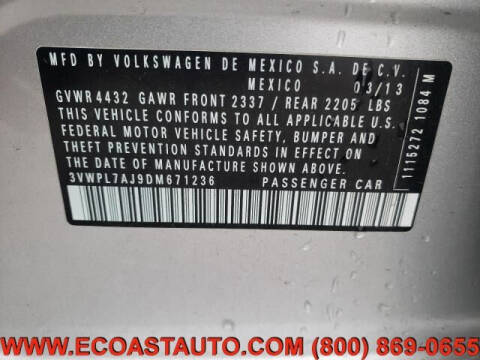 MFD BY VOLKSWAGEN DE MEXICO S.A. DE C.V.
MEXICO 03/13
GVWR 4432 GAWR FRONT 2337 / REAR 2205 LBS
THIS VEHICLE CONFORMS TO ALL APPLICABLE U.S.
FEDERAL MOTOR VEHICLE SAFETY, BUMPER AND
THEFT PREVENTION STANDARDS IN EFFECT ON
THE DATE OF MANUFACTURE SHOWN ABOVE.
3VWPL7AJ9DM671236 PASSENGER CAR
1115272 1084 M
WWW.ECOASTAUTO.COM (800) 869-0655